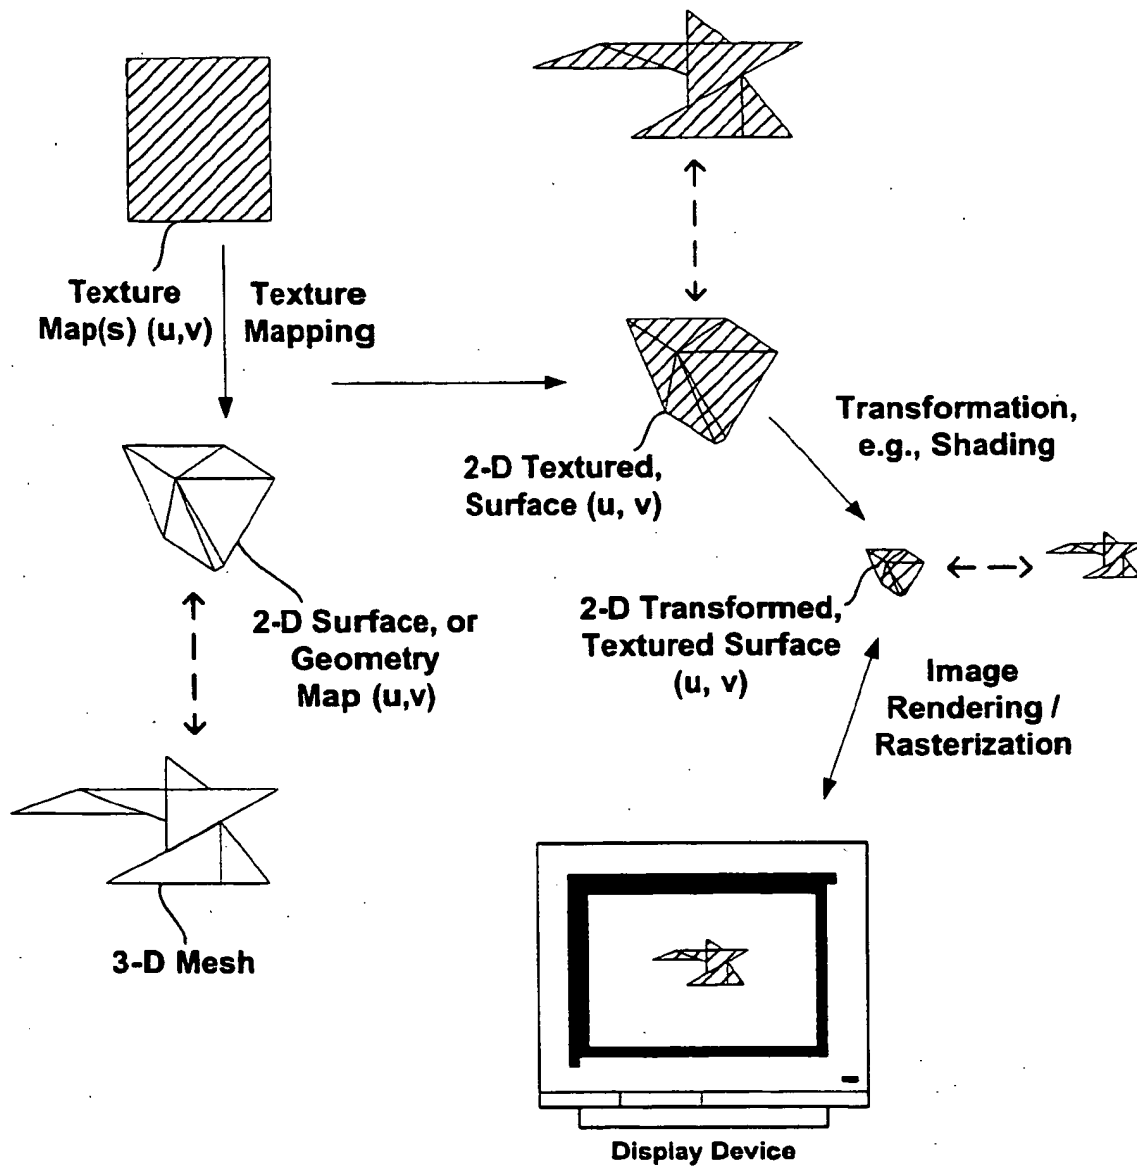 Texture
Map(s) (u,v)
Texture
Mapping
2-D Textured,
Surface (u, v)
Transformation,
e.g., Shading
2-D Surface, or
Geometry
Map (u,v)
2-D Transformed,
Textured Surface
(u, v)
Image
Rendering /
Rasterization
3-D Mesh
Display Device